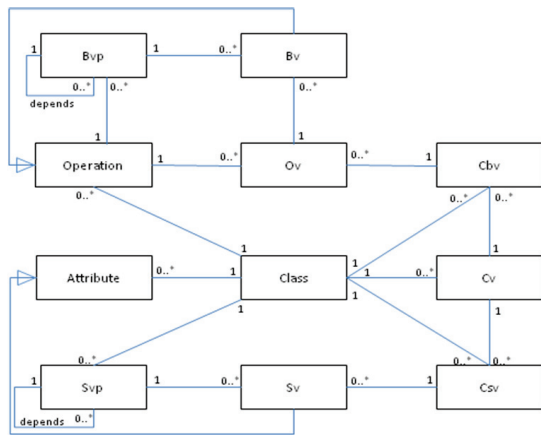 1 Bvp 1 0..* Bv
0..* 0..* 0..*
depends
1 1
Operation 1 0..* Ov 0..* 1 Cbv
0..* 0..* 0..*
1 1 1
Attribute 0..* 1 Class 1 0..* Cv
1 1 1
0..* 0..* 0..*
1 Svp 1 0..* Sv 0..* 1 Csv
depends 0..*